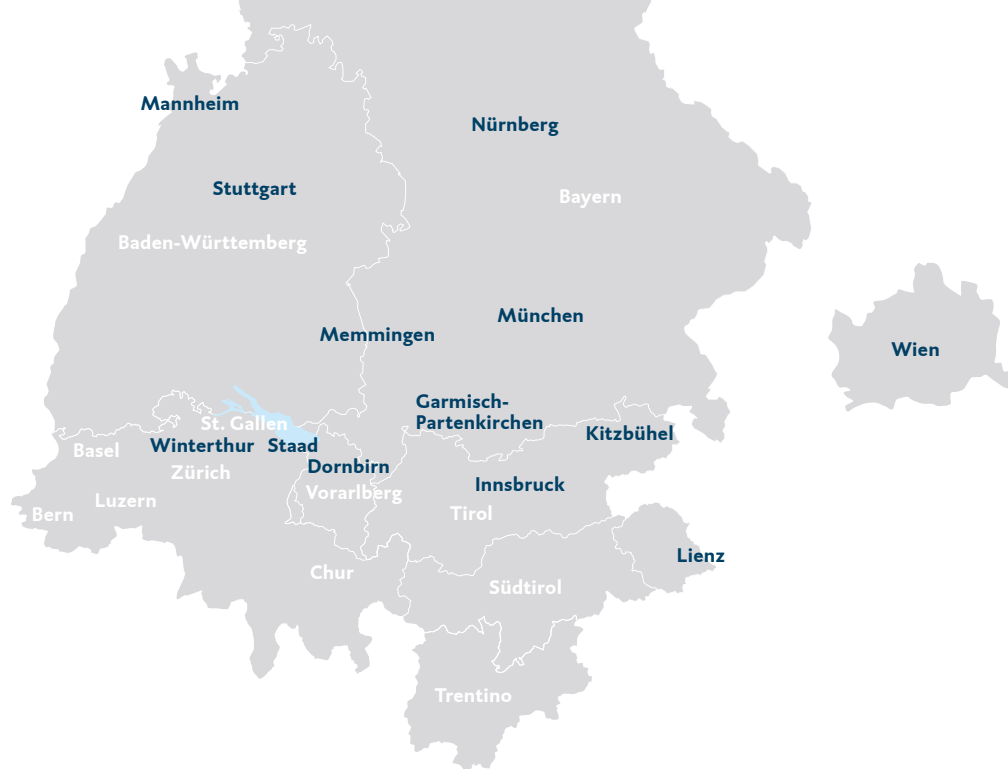 Mannheim
Nürnberg
Stuttgart
Bayern
Baden-Württemberg
München
Memmingen
Wien
Garmisch-
Partenkirchen
St. Gallen
Kitzbühel
Basel
Winterthur
Staad
Dornbirn
Zürich
Innsbruck
Vorarlberg
Luzern
Bern
Tirol
Lienz
Chur
Südtirol
Trentino